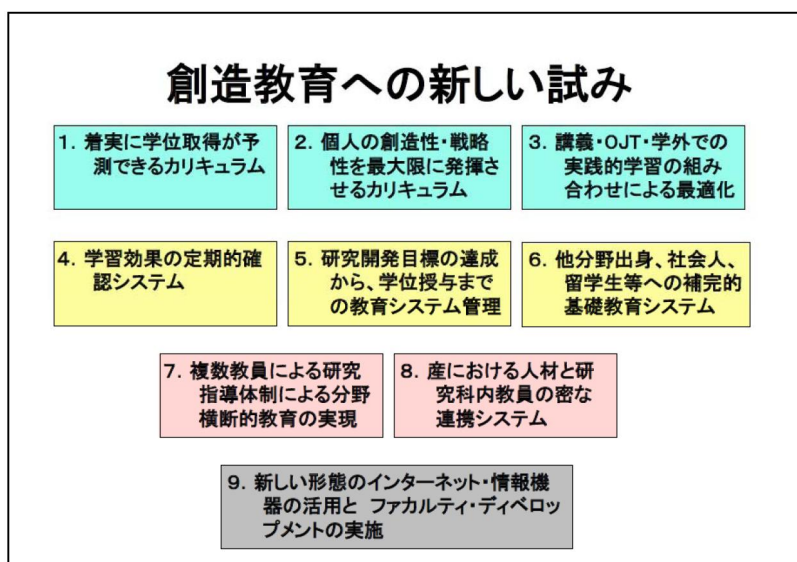 創造教育への新しい試み
1. 着実に学位取得が予
測できるカリキュラム
2. 個人の創造性・戦略
性を最大限に発揮さ
せるカリキュラム
3. 講義・OJT・学外での
実践的学習の組み
合わせによる最適化
4. 学習効果の定期的確
認システム
5. 研究開発目標の達成
から、学位授与まで
の教育システム管理
6. 他分野出身、社会人、
留学生等への補完的
基礎教育システム
7. 複数教員による研究
指導体制による分野
横断的教育の実現
8. 産における人材と研
究科内教員の密な
連携システム
9. 新しい形態のインターネット・情報機
器の活用と ファカルティ・ディベロッ
プメントの実施